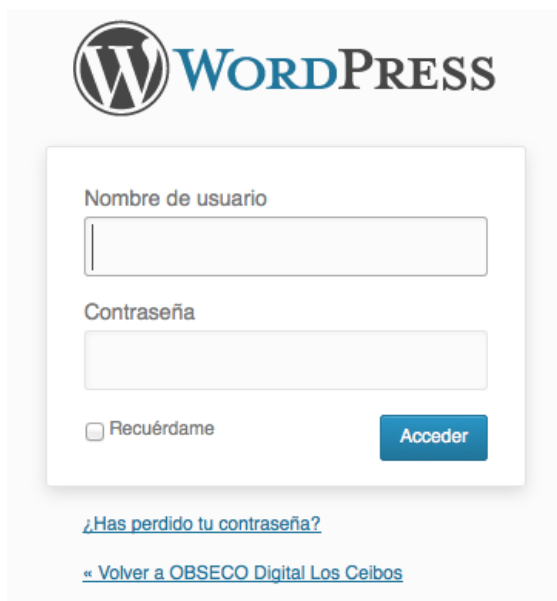 WORDPRESS
Nombre de usuario
Contraseña
Recuérdame
Acceder
¿Has perdido tu contraseña?
« Volver a OBSECO Digital Los Ceibos